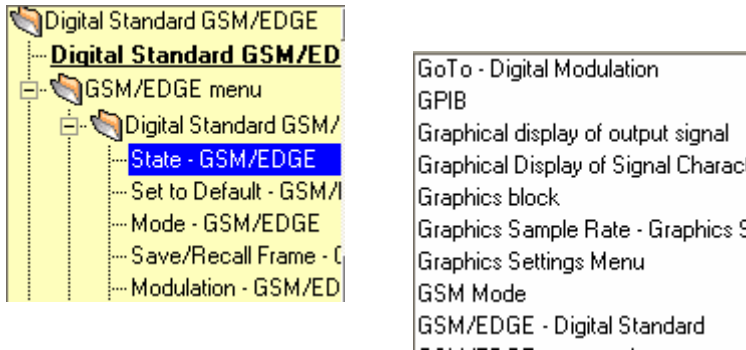 Digital Standard GSM/EDGE
Digital Standard GSM/ED
GSM/EDGE menu
Digital Standard GSM/
State - GSM/EDGE
Set to Default - GSM/
Mode - GSM/EDGE
Save/Recall Frame -
Modulation - GSM/ED
GoTo - Digital Modulation
GPIB
Graphical display of output signal
Graphical Display of Signal Charac
Graphics block
Graphics Sample Rate - Graphics S
Graphics Settings Menu
GSM Mode
GSM/EDGE - Digital Standard